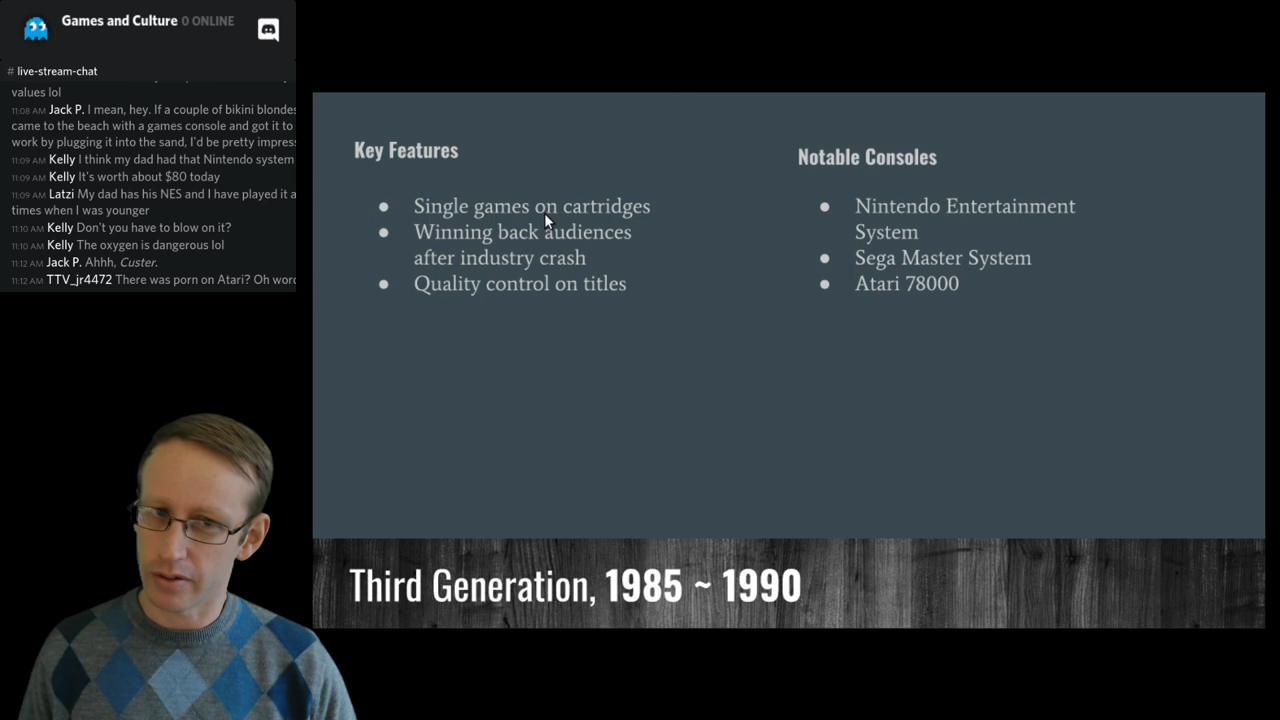 Games and Culture 0 ONLINE
# live-stream-chat
values lol
11:08 AM Jack P. I mean, hey. If a couple of bikini blondes
came to the beach with a games console and got it to
work by plugging it into the sand, I'd be pretty impress
11:09 AM Kelly I think my dad had that Nintendo system
11:09 AM Kelly It's worth about $80 today
11:09 AM Latzi My dad has his NES and I have played it a
times when I was younger
11:10 AM Kelly Don't you have to blow on it?
11:10 AM Kelly The oxygen is dangerous lol
11:12 AM Jack P. Ahhh, Custer.
11:12 AM TTV_jr4472 There was porn on Atari? Oh word
Key Features
● Single games on cartridges
● Winning back audiences
after industry crash
● Quality control on titles
Notable Consoles
● Nintendo Entertainment
System
● Sega Master System
● Atari 78000
Third Generation, 1985 ~ 1990